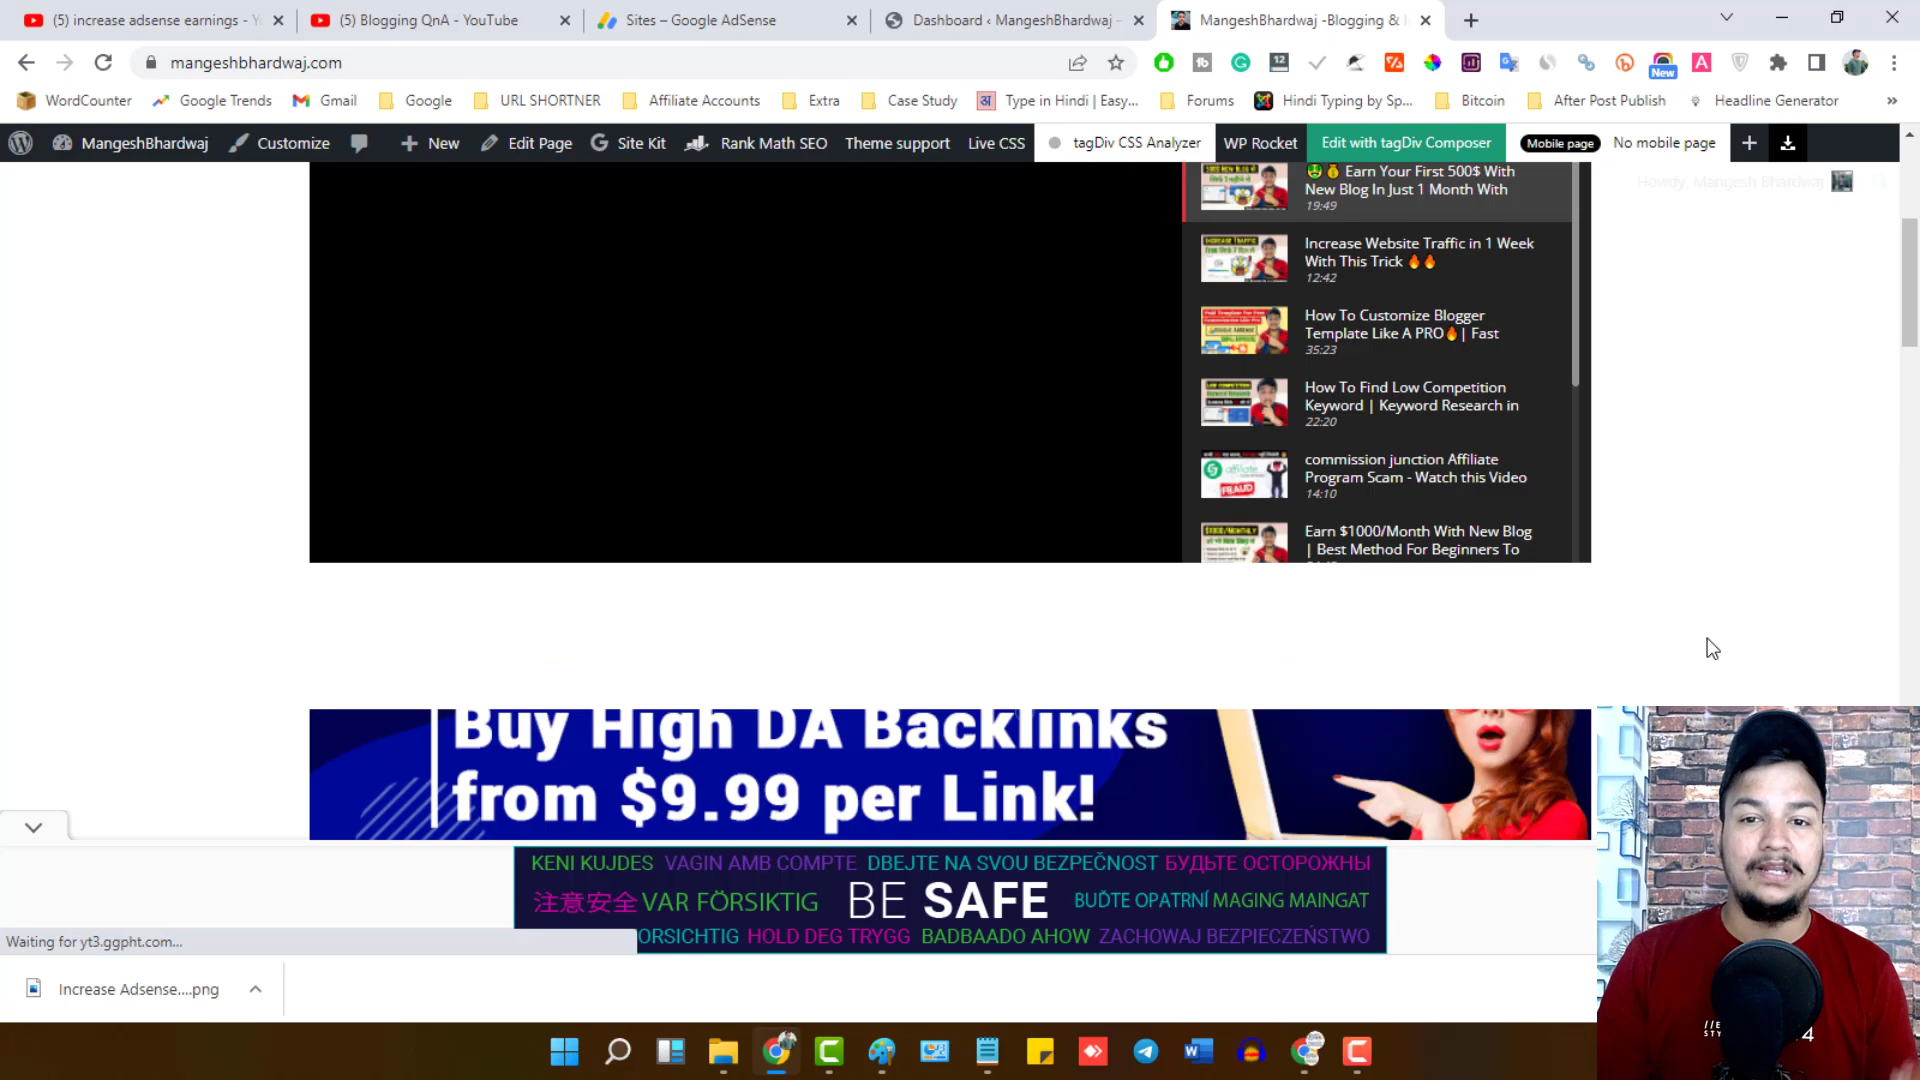 (5) increase adsense earnings - Y
(5) Blogging QnA - YouTube
Sites – Google AdSense
Dashboard ‹ MangeshBhardwaj –
MangeshBhardwaj -Blogging & I
mangeshbhardwaj.com
12
New
WordCounter
Google Trends
Gmail
Google
URL SHORTNER
Affiliate Accounts
Extra
Case Study
अ
Type in Hindi | Easy...
Forums
Hindi Typing by Sp...
Bitcoin
After Post Publish
Headline Generator
MangeshBhardwaj
Customize
New
Edit Page
Site Kit
Rank Math SEO
Theme support
Live CSS
tagDiv CSS Analyzer
WP Rocket
Edit with tagDiv Composer
Mobile page
No mobile page
Howdy, Mangesh Bhardwaj
Earn Your First 500$ With
New Blog In Just 1 Month With
19:49
Increase Website Traffic in 1 Week
With This Trick
12:42
How To Customize Blogger
Template Like A PRO | Fast
35:23
How To Find Low Competition
Keyword | Keyword Research in
22:20
commission junction Affiliate
Program Scam - Watch this Video
14:10
Earn $1000/Month With New Blog
| Best Method For Beginners To
Buy High DA Backlinks
from $9.99 per Link!
KENI KUJDES VAGIN AMB COMPTE DBEJTE NA SVOU BEZPEČNOST БУДЬТЕ ОСТОРОЖНЫ
注意安全 VAR FÖRSIKTIG BE SAFE BUĎTE OPATRNÍ MAGING MAINGAT
ORSICHTIG HOLD DEG TRYGG BADBAADO AHOW ZACHOWAJ BEZPIECZEŃSTWO
Waiting for yt3.ggpht.com...
Increase Adsense....png